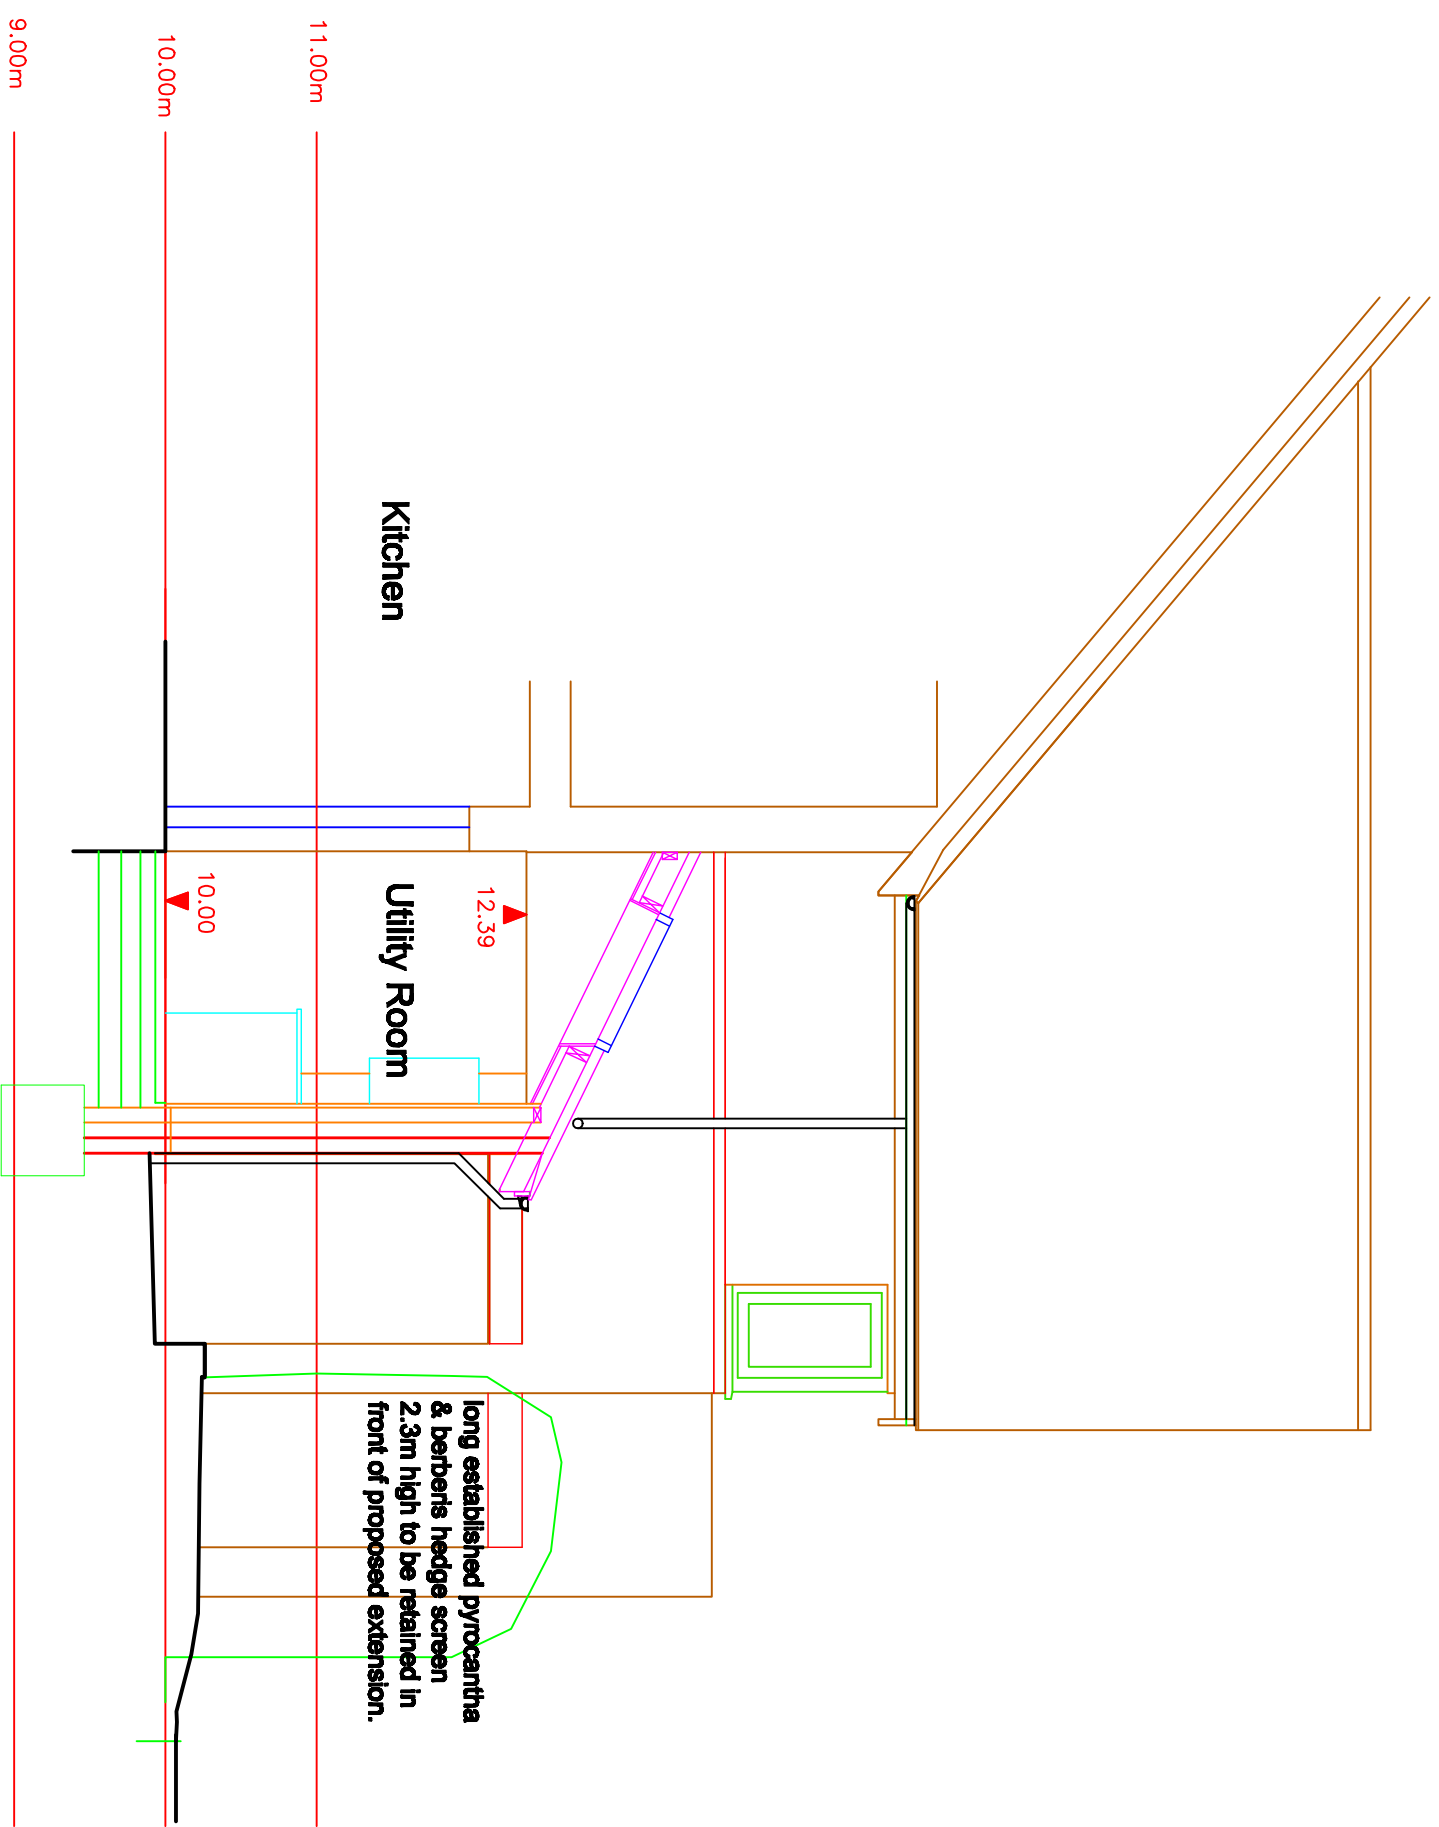 Kitchen
Utility Room
12.39
10.00
long established pyrocantha
& berberis hedge screen
2.3m high to be retained in
front of proposed extension.
11.00m
10.00m
9.00m